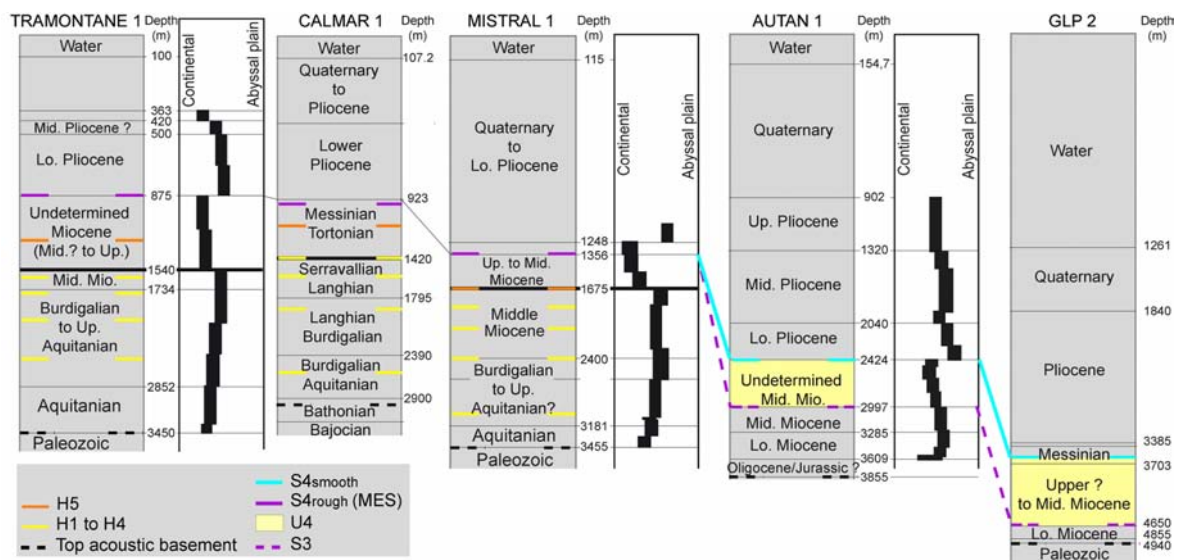 TRAMONTANE 1
Depth
(m)
Water
100
363
Mid. Pliocene ?
420
500
Lo. Pliocene
875
Undetermined
Miocene
(Mid.? to Up.)
1540
Mid. Mio.
1734
Burdigalian
to Up.
Aquitanian
2852
Aquitanian
3450
Paleozoic
Continental
Abyssal plain
CALMAR 1
Depth
(m)
Water
107.2
Quaternary
to
Pliocene
Lower
Pliocene
923
Messinian
Tortonian
1420
Serravallian
Langhian
1795
Langhian
Burdigalian
2390
Burdigalian
Aquitanian
2900
Bathonian
Bajocian
MISTRAL 1
Depth
(m)
Water
115
Quaternary
to
Lo. Pliocene
1248
1356
Up. to Mid.
Miocene
1675
Middle
Miocene
2400
Burdigalian
to Up.
Aquitanian?
3181
Aquitanian
3455
Paleozoic
Continental
Abyssal plain
AUTAN 1
Depth
(m)
Water
154,7
Quaternary
902
Up. Pliocene
1320
Mid. Pliocene
2040
Lo. Pliocene
2424
Undetermined
Mid. Mio.
2997
Mid. Miocene
3285
Lo. Miocene
3609
Oligocene/Jurassic ?
3855
Continental
Abyssal plain
GLP 2
Depth
(m)
Water
1261
Quaternary
1840
Pliocene
3385
Messinian
3703
Upper ?
to Mid. Miocene
4650
Lo. Miocene
4855
4940
Paleozoic
H5
H1 to H4
Top acoustic basement
S4smooth
S4rough (MES)
U4
S3